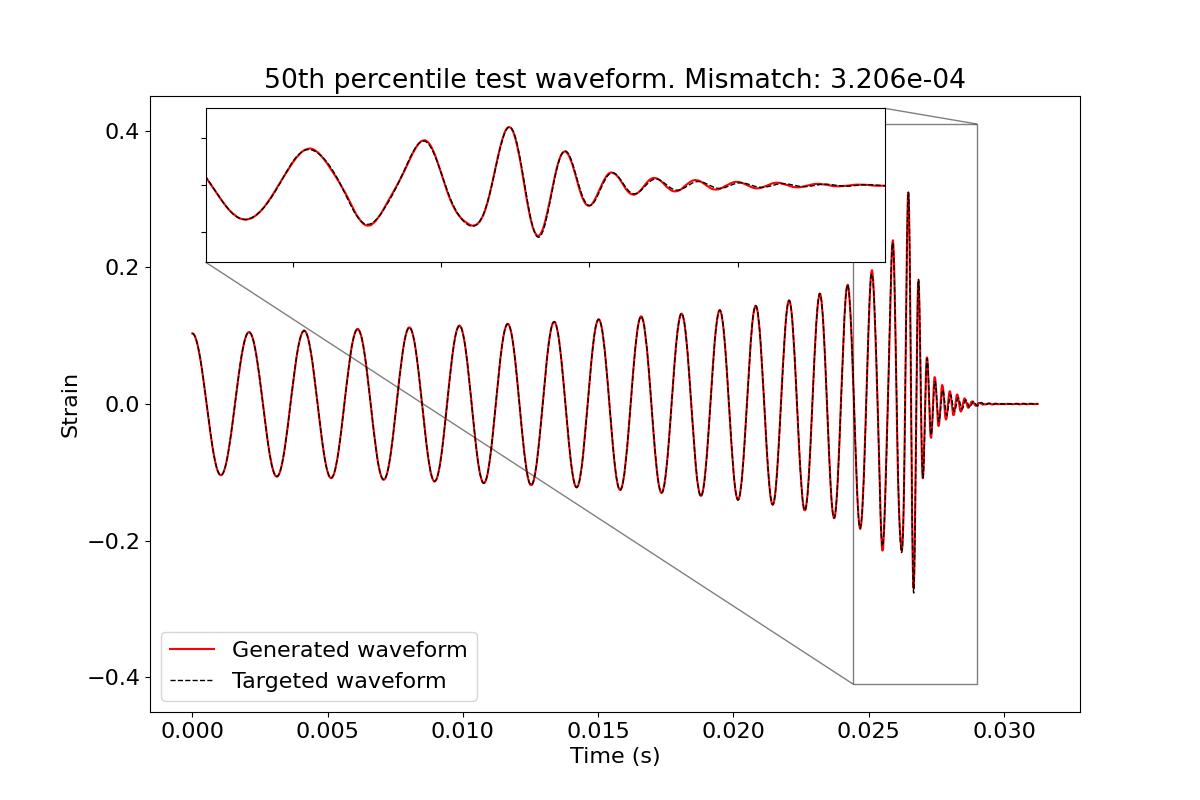 50th percentile test waveform. Mismatch: 3.206e-04
0.4
0.2
0.0
−0.2
−0.4
Strain
Generated waveform
Targeted waveform
0.000 0.005 0.010 0.015 0.020 0.025 0.030
Time (s)